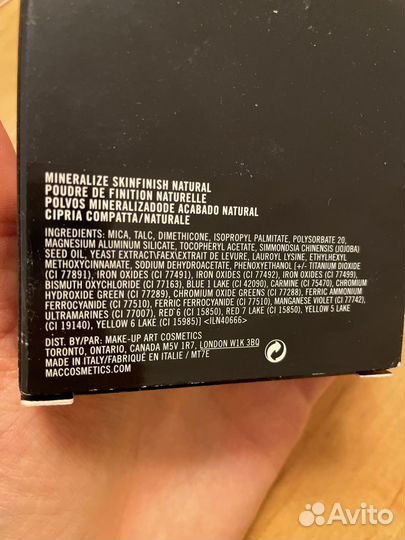 MINERALIZE SKINFINISH NATURAL
POUDRE DE FINITION NATURELLE
POLVOS MINERALIZADODE ACABADO NATURAL
CIPRIA COMPATTA/NATURALE
INGREDIENTS: MICA, TALC, DIMETHICONE, ISOPROPYL PALMITATE, POLYSORBATE 20,
MAGNESIUM ALUMINUM SILICATE, TOCOPHERYL ACETATE, SIMMONDSIA CHINENSIS (JOJOBA)
SEED OIL, YEAST EXTRACT\FAEX\EXTRAIT DE LEVURE, LAUROYL LYSINE, ETHYLHEXYL
METHOXYCINNAMATE, SODIUM DEHYDROACETATE, PHENOXYETHANOL [+/- TITANIUM DIOXIDE
(CI 77891), IRON OXIDES (CI 77491), IRON OXIDES (CI 77492), IRON OXIDES (CI 77499),
BISMUTH OXYCHLORIDE (CI 77163), BLUE 1 LAKE (CI 42090), CARMINE (CI 75470), CHROMIUM
HYDROXIDE GREEN (CI 77289), CHROMIUM OXIDE GREENS (CI 77288), FERRIC AMMONIUM
FERROCYANIDE (CI 77510), FERRIC FERROCYANIDE (CI 77510), MANGANESE VIOLET (CI 77742),
ULTRAMARINES (CI 77007), RED 6 (CI 15850), RED 7 LAKE (CI 15850), YELLOW 5 LAKE
(CI 19140), YELLOW 6 LAKE (CI 15985)] <ILN40666>
DIST. BY/PAR: MAKE-UP ART COSMETICS
TORONTO, ONTARIO, CANADA M5V 1R7, LONDON W1K 3BQ
MADE IN ITALY/FABRIQUÉ EN ITALIE / MT7E
MACCOSMETICS.COM
Avito